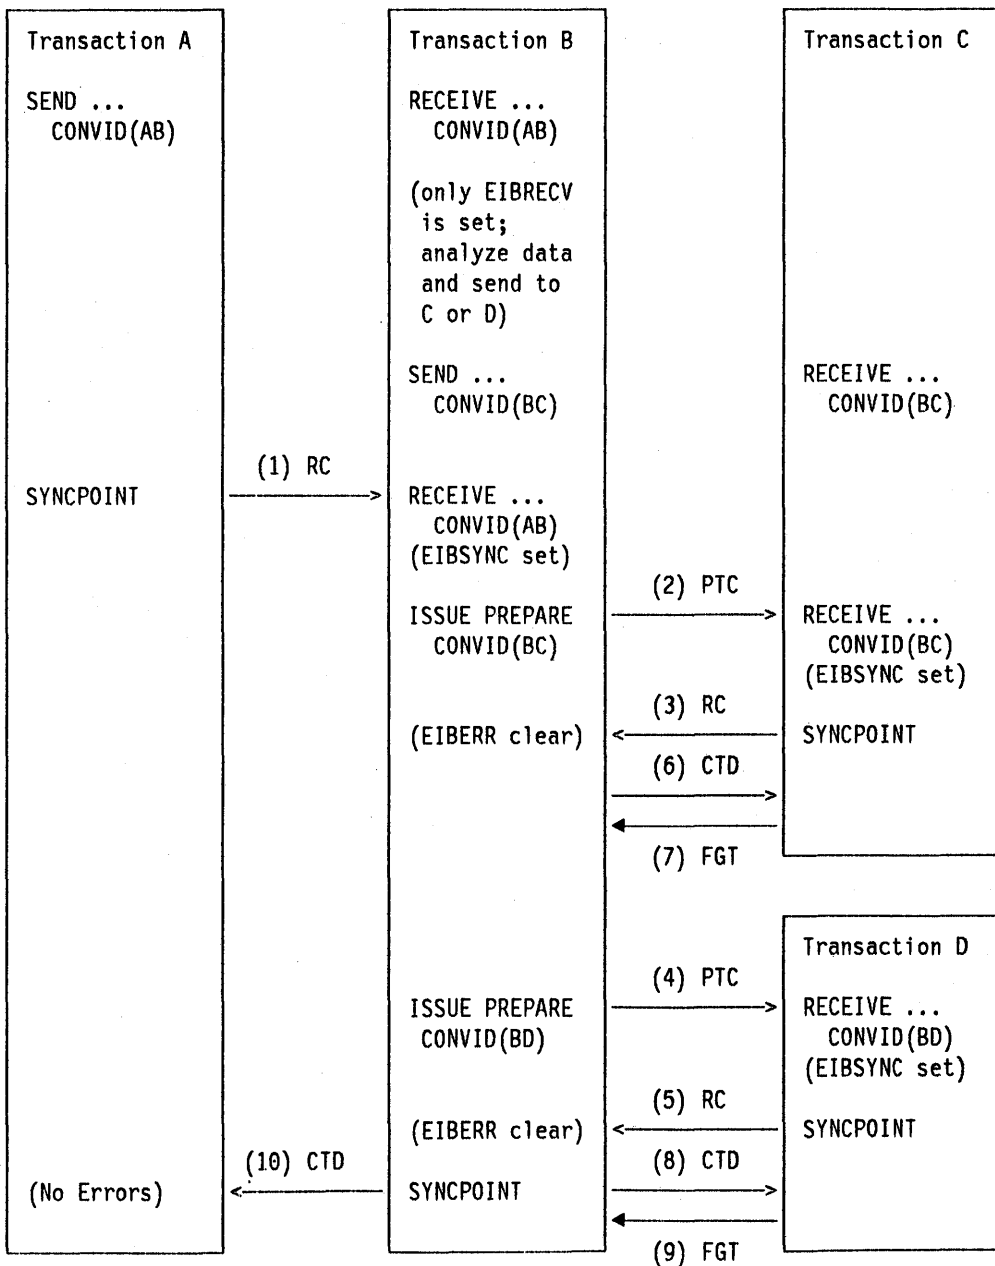 Transaction A
SEND ...
CONVID(AB)
SYNCPOINT
(No Errors)
(1) RC
(10) CTD
Transaction B
RECEIVE ...
CONVID(AB)
(only EIBRECV
is set;
analyze data
and send to
C or D)
SEND ...
CONVID(BC)
RECEIVE ...
CONVID(AB)
(EIBSYNC set)
ISSUE PREPARE
CONVID(BC)
(EIBERR clear)
ISSUE PREPARE
CONVID(BD)
(EIBERR clear)
SYNCPOINT
(2) PTC
(3) RC
(6) CTD
(7) FGT
(4) PTC
(5) RC
(8) CTD
(9) FGT
Transaction C
RECEIVE ...
CONVID(BC)
RECEIVE ...
CONVID(BC)
(EIBSYNC set)
SYNCPOINT
Transaction D
RECEIVE ...
CONVID(BD)
(EIBSYNC set)
SYNCPOINT